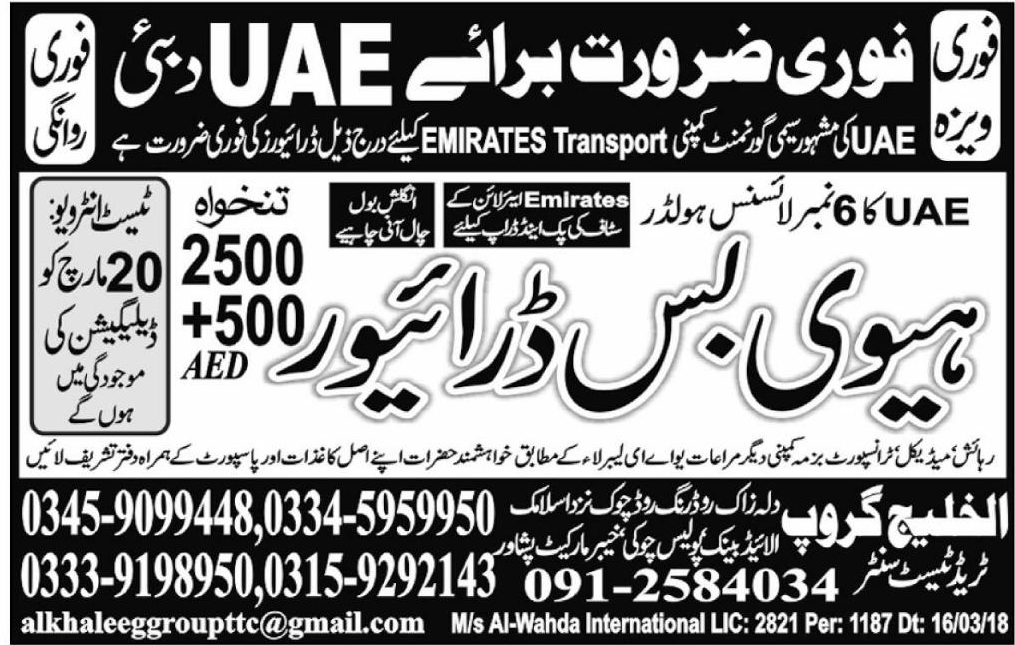 فوری ویزہ
فوری ضرورت برائے UAE دبئی
فوری روانگی
UAE کی مشہور سیمی گورنمنٹ کمپنی EMIRATES Transport کیلئے درج ذیل ڈرائیورز کی فوری ضرورت ہے
UAE کا 6 نمبر لائسنس ہولڈر
Emirates ایئرلائن کے
سٹاف کی پک اینڈ ڈراپ کیلئے
انگلش بول
چال آنی چاہیے
ہیوی بس ڈرائیور
تنخواہ
2500
+500
AED
ٹیسٹ انٹرویو:
20 مارچ کو
ڈیلیگیشن کی
موجودگی میں
ہوں گے
رہائش، میڈیکل، ٹرانسپورٹ بزمہ کمپنی دیگر مراعات یو اے ای لیبر لاء کے مطابق خواہشمند حضرات اپنے اصل کاغذات اور پاسپورٹ کے ہمراہ دفتر تشریف لائیں
الخلیج گروپ
ٹریڈ ٹیسٹ سنٹر
دلہ زاک روڈ رنگ روڈ چوک نزد اسلامک
الائیڈ بینک پولیس چوکی خیبر مارکیٹ پشاور
091-2584034
0345-9099448,0334-5959950
0333-9198950,0315-9292143
alkhaleeggroupttc@gmail.com
M/s Al-Wahda International LIC: 2821 Per: 1187 Dt: 16/03/18